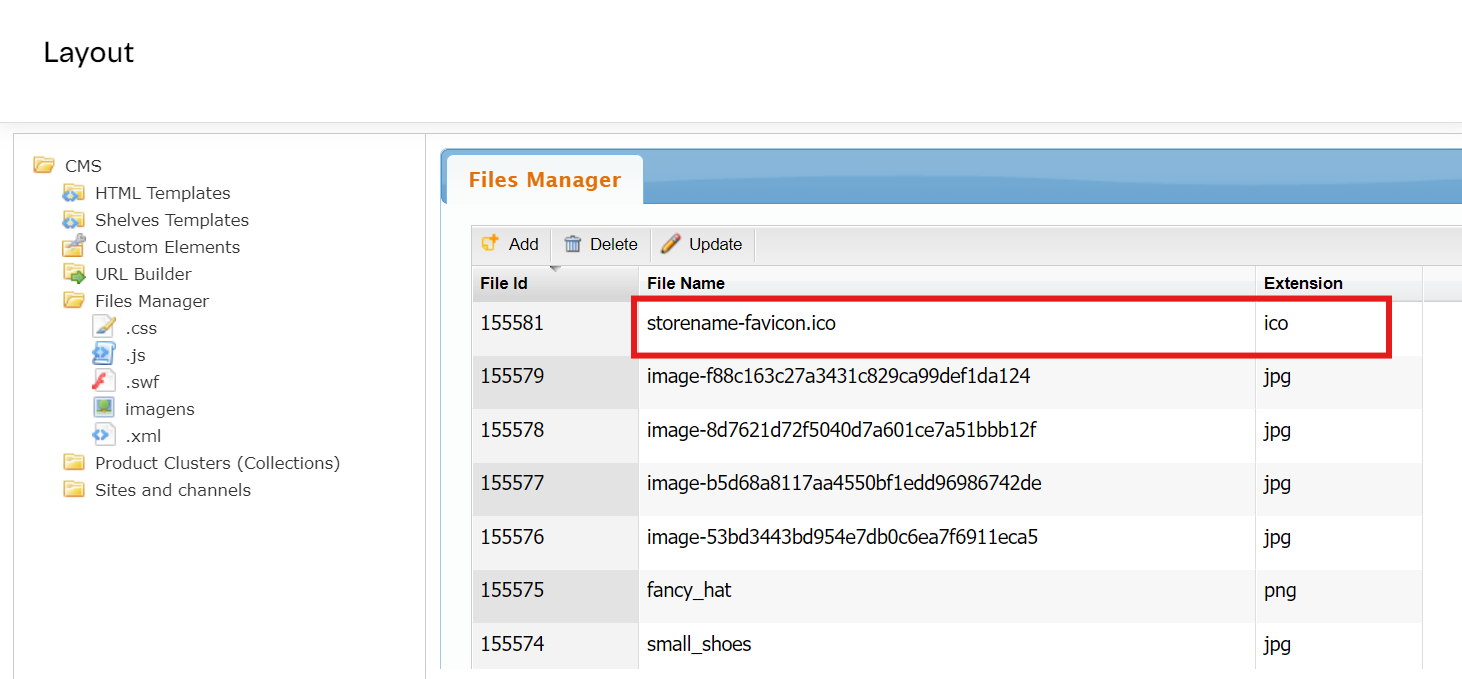 Layout
CMS
HTML Templates
Shelves Templates
Custom Elements
URL Builder
Files Manager
.css
.js
.swf
imagens
.xml
Product Clusters (Collections)
Sites and channels
Files Manager
Add Delete Update
File Id File Name Extension
155581 storename-favicon.ico ico
155579 image-f88c163c27a3431c829ca99def1da124 jpg
155578 image-8d7621d72f5040d7a601ce7a51bbb12f jpg
155577 image-b5d68a8117aa4550bf1edd96986742de jpg
155576 image-53bd3443bd954e7db0c6ea7f6911eca5 jpg
155575 fancy_hat png
155574 small_shoes jpg